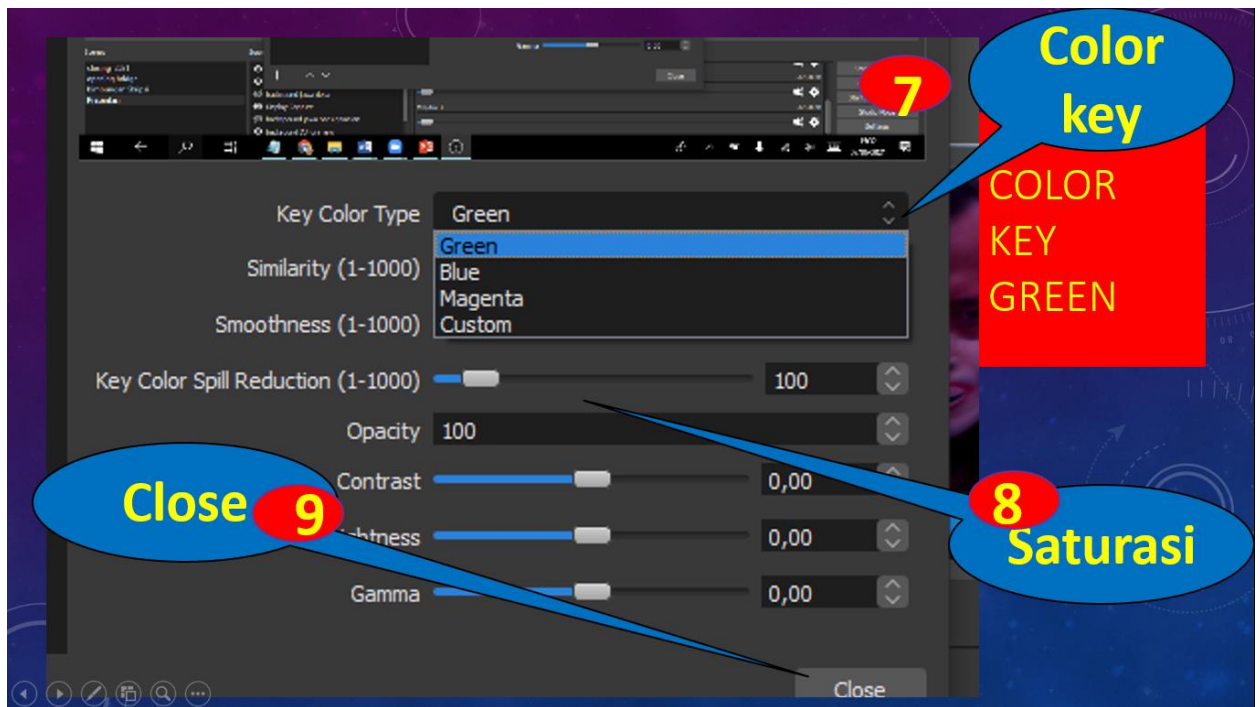 Color
key
7
COLOR
KEY
GREEN
Key Color Type
Green
Green
Blue
Magenta
Custom
Similarity (1-1000)
Smoothness (1-1000)
Key Color Spill Reduction (1-1000)
100
Opacity
100
Contrast
0,00
0,00
Gamma
0,00
Close
9
8
Saturasi
Close